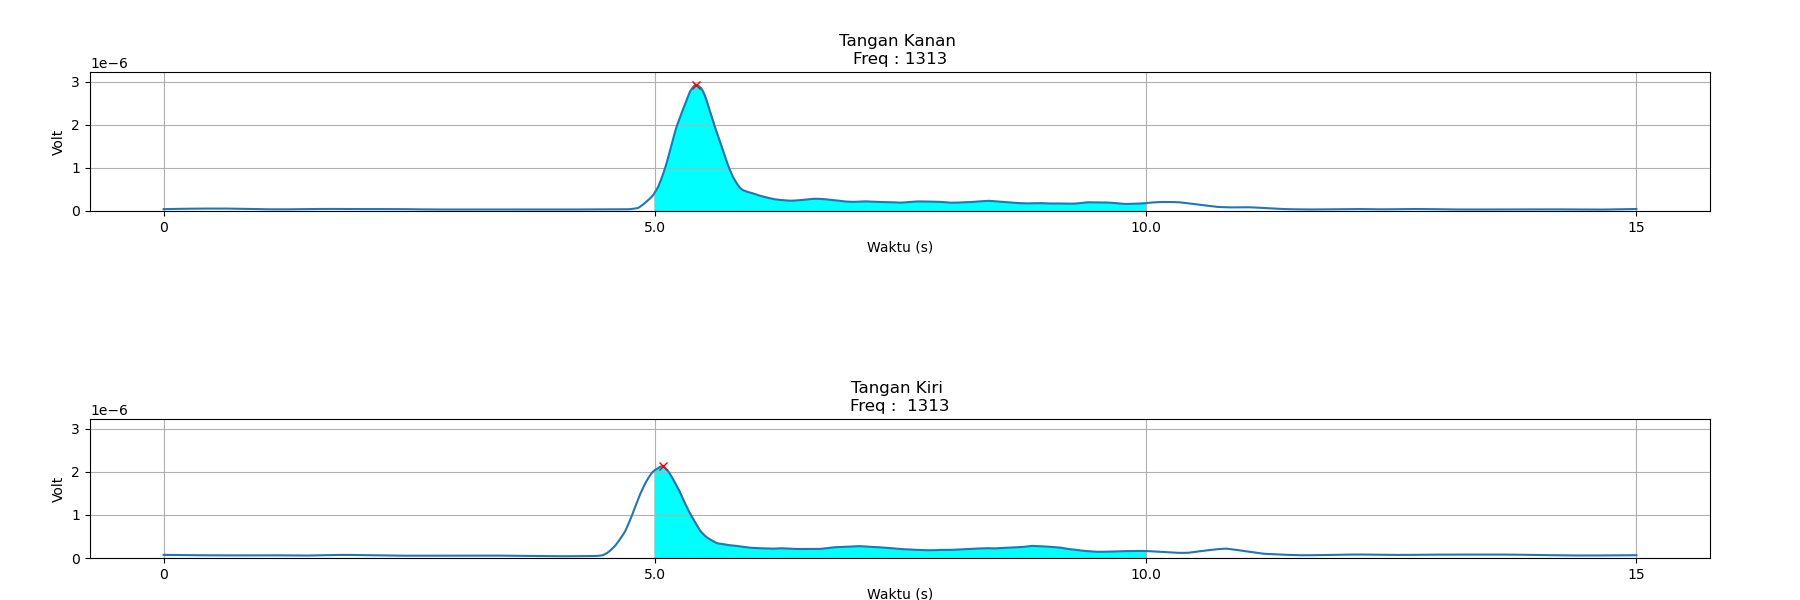 Tangan Kanan
Freq : 1313
1e−6
3
2
1
0
Volt
0 5.0 10.0 15
Waktu (s)
Tangan Kiri
Freq :  1313
1e−6
3
2
1
0
Volt
0 5.0 10.0 15
Waktu (s)